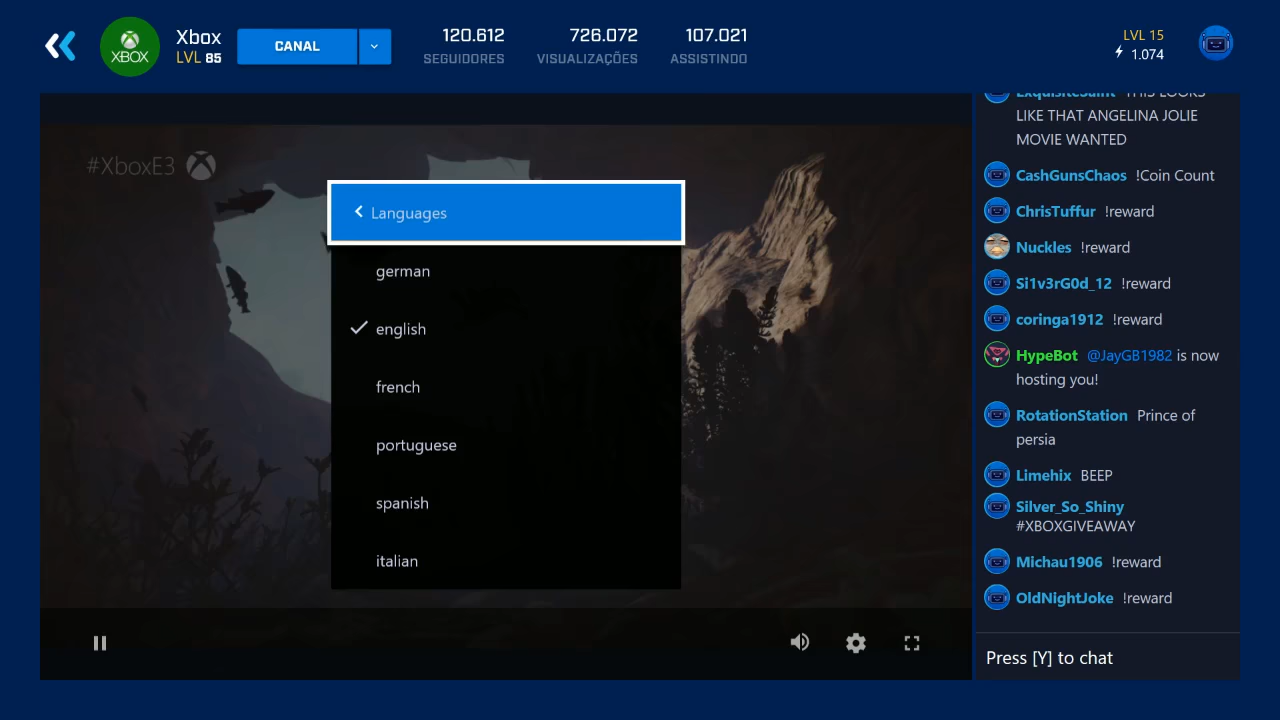 Xbox
LVL 85
XBOX
CANAL
120.612
SEGUIDORES
726.072
VISUALIZAÇÕES
107.021
ASSISTINDO
LVL 15
1.074
#XboxE3
Languages
german
english
french
portuguese
spanish
italian
ExquisiteSaint THIS LOOKS
LIKE THAT ANGELINA JOLIE
MOVIE WANTED
CashGunsChaos !Coin Count
ChrisTuffur !reward
Nuckles !reward
Si1v3rG0d_12 !reward
coringa1912 !reward
HypeBot @JayGB1982 is now
hosting you!
RotationStation Prince of
persia
Limehix BEEP
Silver_So_Shiny
#XBOXGIVEAWAY
Michau1906 !reward
OldNightJoke !reward
Press [Y] to chat